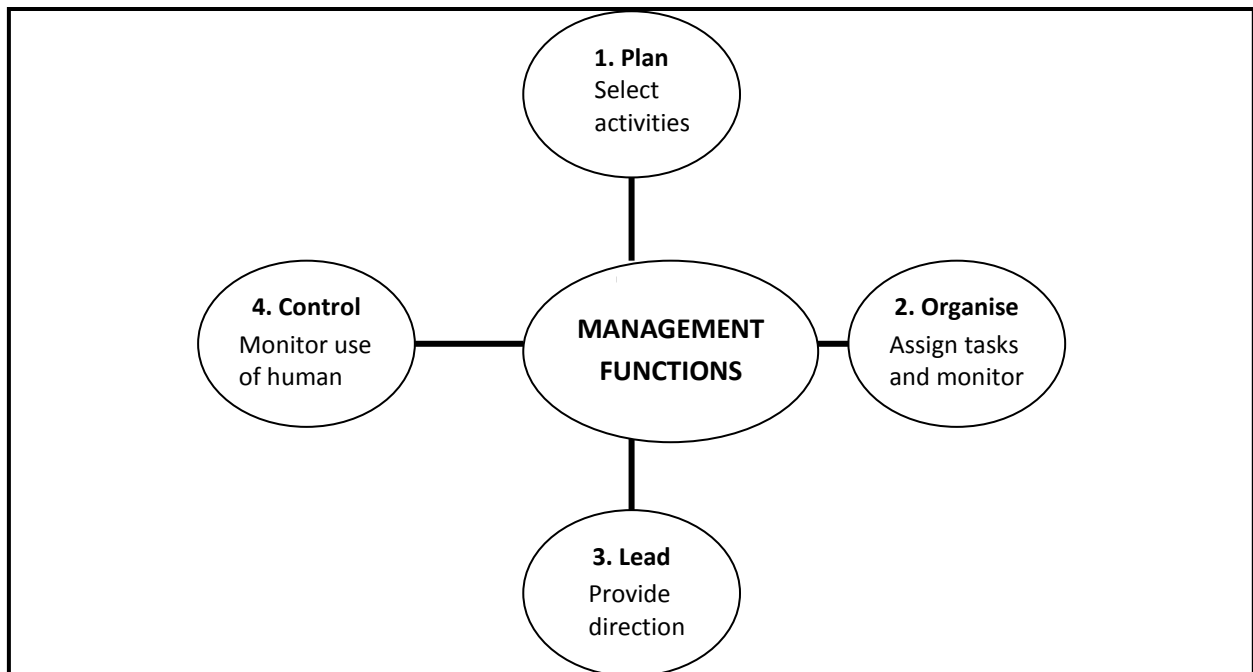 1. Plan
Select
activities
4. Control
Monitor use
of human
MANAGEMENT
FUNCTIONS
2. Organise
Assign tasks
and monitor
3. Lead
Provide
direction